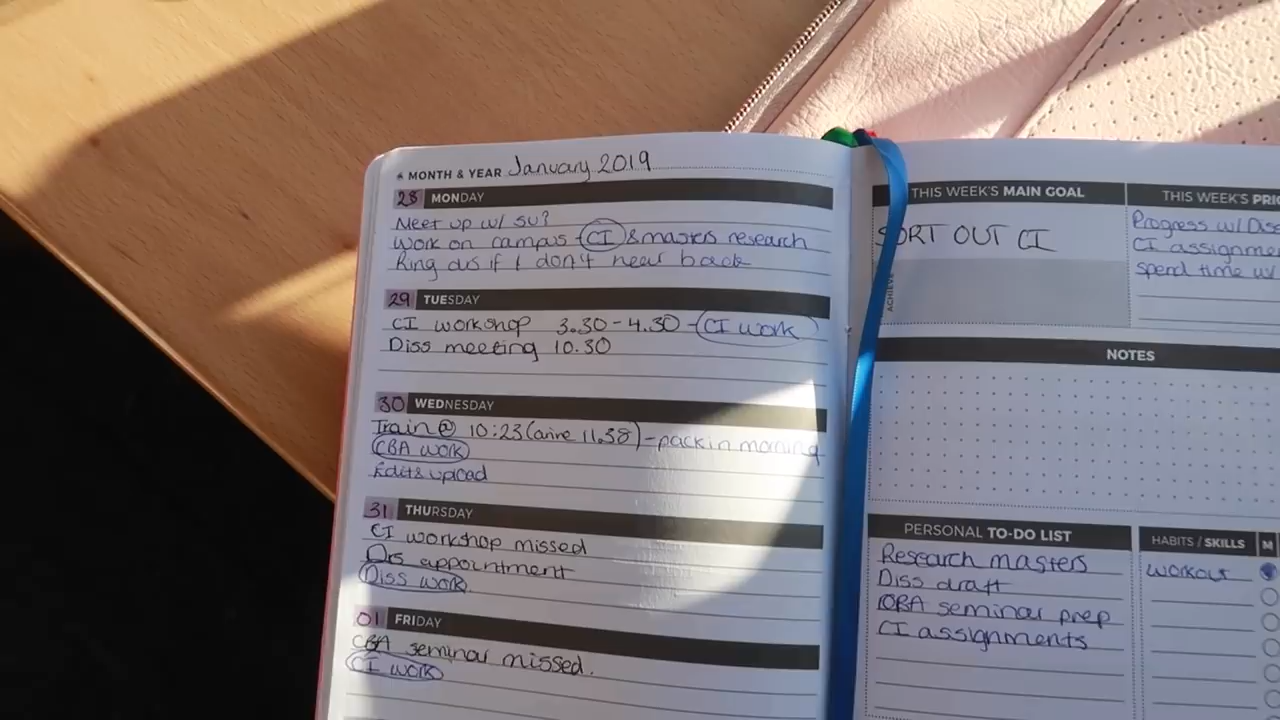 MONTH & YEAR January 2019
28 MONDAY
Meet up w/ SU?
Work on campus CI & masters research
Ring drs if I don't hear back
29 TUESDAY
CI workshop 3.30-4.30 - CI work
Diss meeting 10.30
30 WEDNESDAY
Train @ 10:23 (arrive 11.38) - pack in morning
CBA work
Edit & upload
31 THURSDAY
CI workshop missed
Drs appointment
Diss work
01 FRIDAY
CBA seminar missed.
CI work
THIS WEEK'S MAIN GOAL
SORT OUT CI
ACHIEVE
THIS WEEK'S PRIO
Progress w/ Diss
CI assignme
spend time w/
NOTES
PERSONAL TO-DO LIST
Research masters
Diss draft
CBA seminar prep
CI assignments
HABITS / SKILLS M
Workout